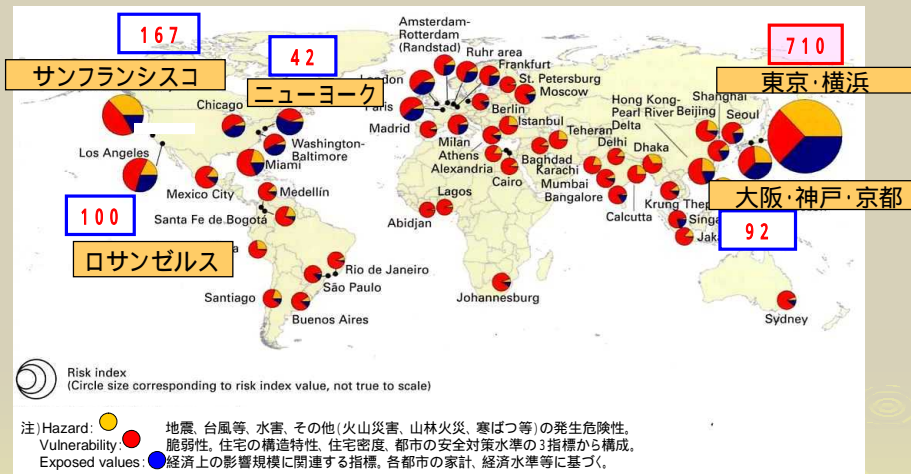 167
42
710
サンフランシスコ
ニューヨーク
東京・横浜
Amsterdam-
Rotterdam
(Randstad)
Ruhr area
Frankfurt
St. Petersburg
Moscow
London
Paris
Berlin
Istanbul
Madrid
Milan
Athens
Alexandria
Teheran
Baghdad
Cairo
Chicago
Washington-
Baltimore
Los Angeles
Miami
Mexico City
Medellín
Santa Fe de Bogotá
Abidjan
Lagos
Hong Kong-
Pearl River
Delta
Shanghai
Beijing
Seoul
Delhi
Dhaka
Karachi
Mumbai
Bangalore
Calcutta
Krung Thep
大阪・神戸・京都
100
92
ロサンゼルス
Rio de Janeiro
São Paulo
Santiago
Buenos Aires
Johannesburg
Sydney
Risk index
(Circle size corresponding to risk index value, not true to scale)
注)Hazard: 地震、台風等、水害、その他(火山災害、山林火災、寒ばつ等)の発生危険性。
Vulnerability: 脆弱性。住宅の構造特性、住宅密度、都市の安全対策水準の3指標から構成。
Exposed values: 経済上の影響規模に関連する指標。各都市の家計、経済水準等に基づく。